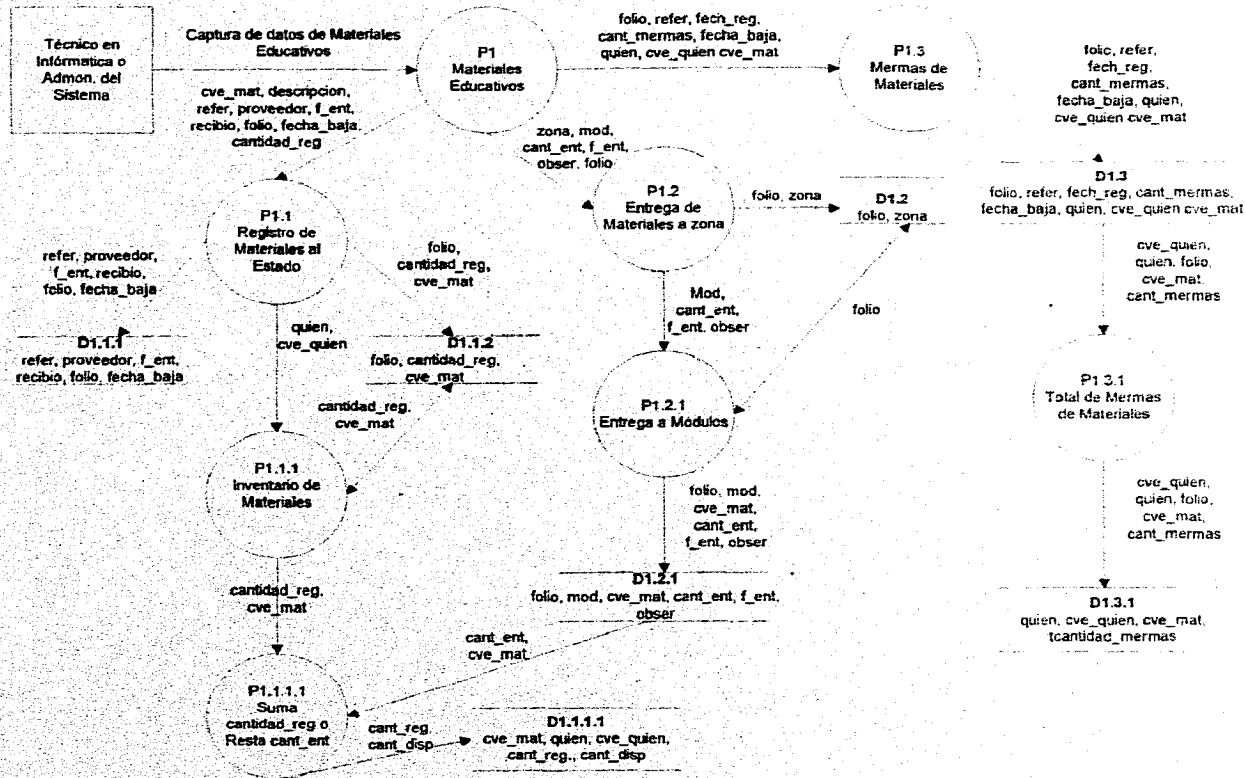 Técnico en
Infórmatica o
Admon. del
Sistema
Captura de datos de Materiales
Educativos
cve_mat, descripcion,
refer, proveedor, f_ent,
recibio, folio, fecha_baja,
cantidad_reg
P1
Materiales
Educativos
folio, refer, fech_reg,
cant_mermas, fecha_baja,
quien, cve_quien cve_mat
P1.3
Mermas de
Materiales
folio, refer,
fech_reg,
cant_mermas,
fecha_baja, quien,
cve_quien cve_mat
zona, mod,
cant_ent, f_ent,
obser, folio
P1.1
Registro de
Materiales al
Estado
P1.2
Entrega de
Materiales a zona
folio, zona
D1.2
folio, zona
D1.3
folio, refer, fech_reg, cant_mermas,
fecha_baja, quien, cve_quien cve_mat
refer, proveedor,
f_ent, recibio,
folio, fecha_baja
folio,
cantidad_reg,
cve_mat
Mod,
cant_ent,
f_ent. obser
folio
cve_quien,
quien, folio,
cve_mat,
cant_mermas
D1.1.1
refer, proveedor, f_ent,
recibio, folio, fecha_baja
quien,
cve_quien
D1.1.2
folio, cantidad_reg,
cve_mat
cantidad_reg,
cve_mat
P1.2.1
Entrega a Módulos
P1.3.1
Total de Mermas
de Materiales
P1.1.1
Inventario de
Materiales
folio, mod,
cve_mat,
cant_ent,
f_ent, obser
cve_quien,
quien, folio,
cve_mat,
cant_mermas
cantidad_reg,
cve_mat
D1.2.1
folio, mod, cve_mat, cant_ent, f_ent,
obser
D1.3.1
quien, cve_quien, cve_mat,
tcantidad_mermas
cant_ent,
cve_mat
P1.1.1.1
Suma
cantidad_reg o
Resta cant_ent
cant_reg,
cant_disp
D1.1.1.1
cve_mat, quien, cve_quien,
cant_reg., cant_disp